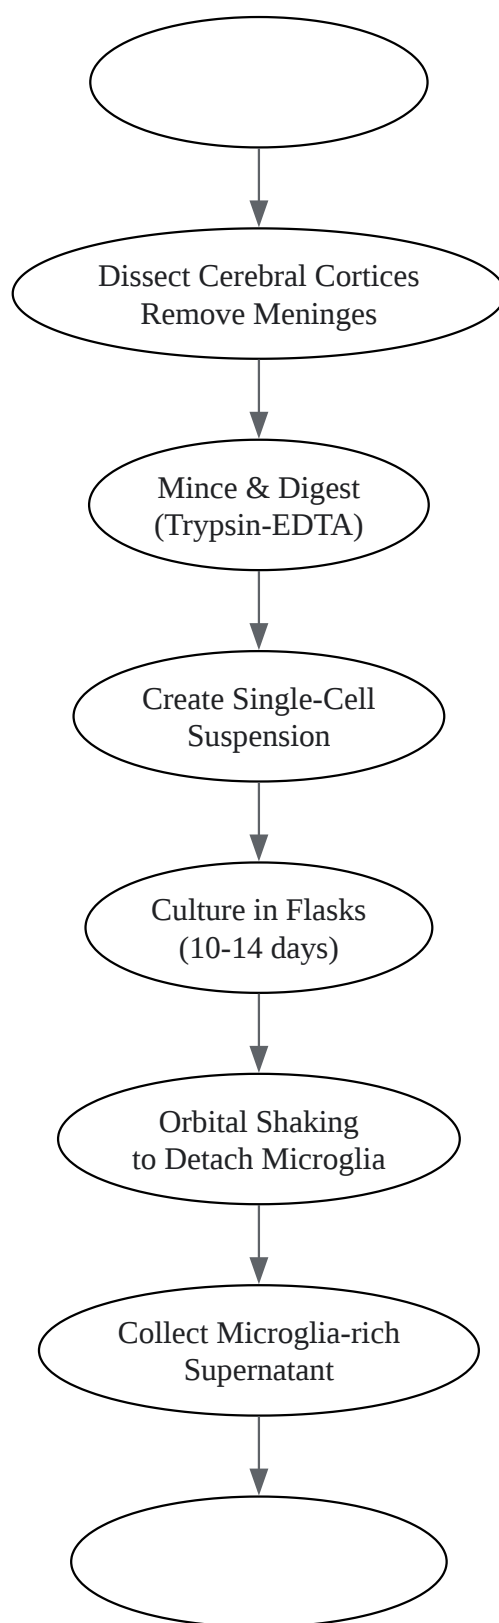 Dissect Cerebral Cortices
Remove Meninges
Mince & Digest
(Trypsin-EDTA)
Create Single-Cell
Suspension
Culture in Flasks
(10-14 days)
Orbital Shaking
to Detach Microglia
Collect Microglia-rich
Supernatant